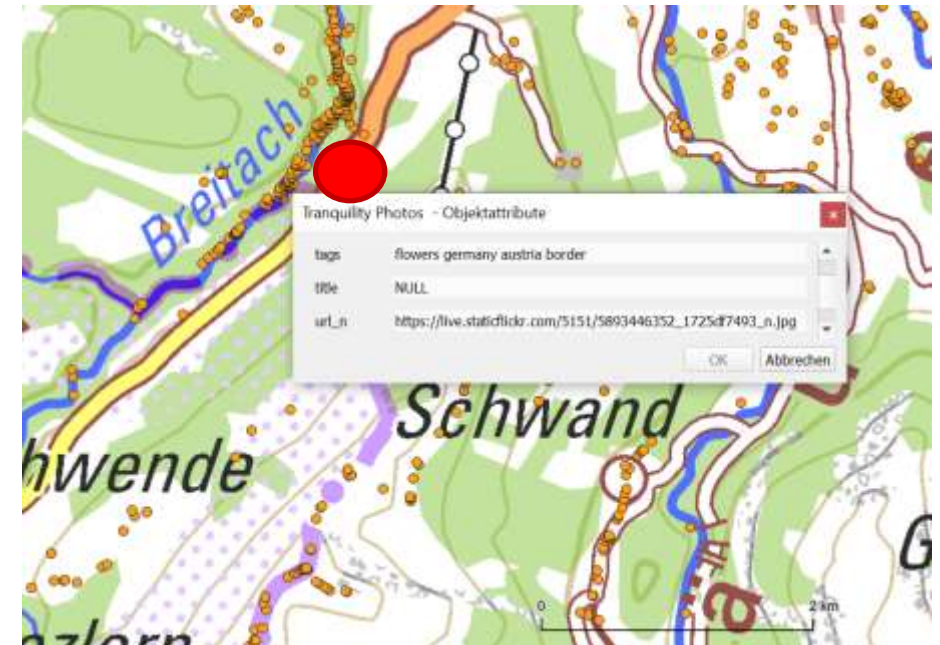 Breitach
Tranquility Photos - Objektattribute
tags flowers germany austria border
title NULL
url_n https://live.staticflickr.com/5151/5893446352_1725df7493_n.jpg
OK Abbrechen
Schwand
hwende
G
0 2 km